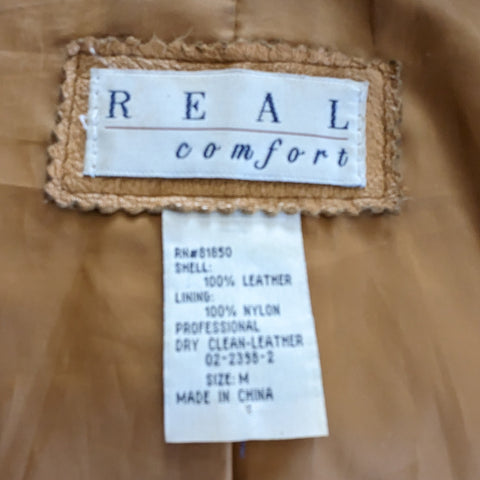 REAL
comfort
RN#81850
SHELL:
100% LEATHER
LINING:
100% NYLON
PROFESSIONAL
DRY CLEAN-LEATHER
02-2398-2
SIZE: M
MADE IN CHINA